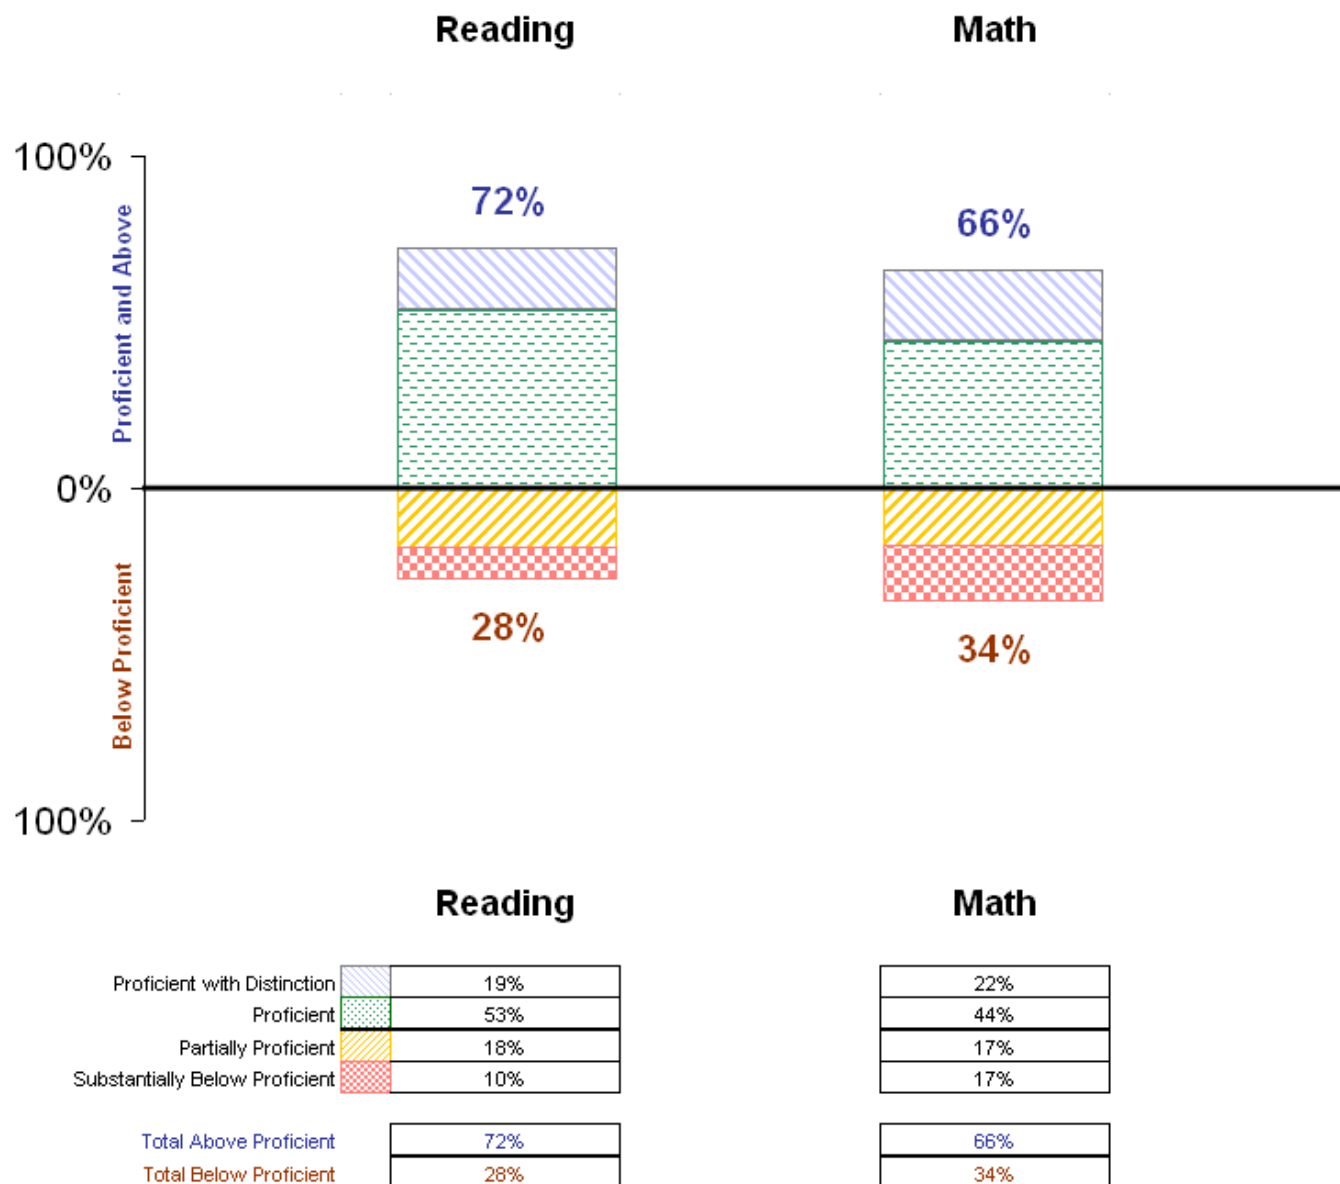 Reading Math
100%
72%
66%
Proficient and Above
0%
Below Proficient
28%
34%
100%
Reading Math
Proficient with Distinction 19% 22%
Proficient 53% 44%
Partially Proficient 18% 17%
Substantially Below Proficient 10% 17%
Total Above Proficient 72% 66%
Total Below Proficient 28% 34%